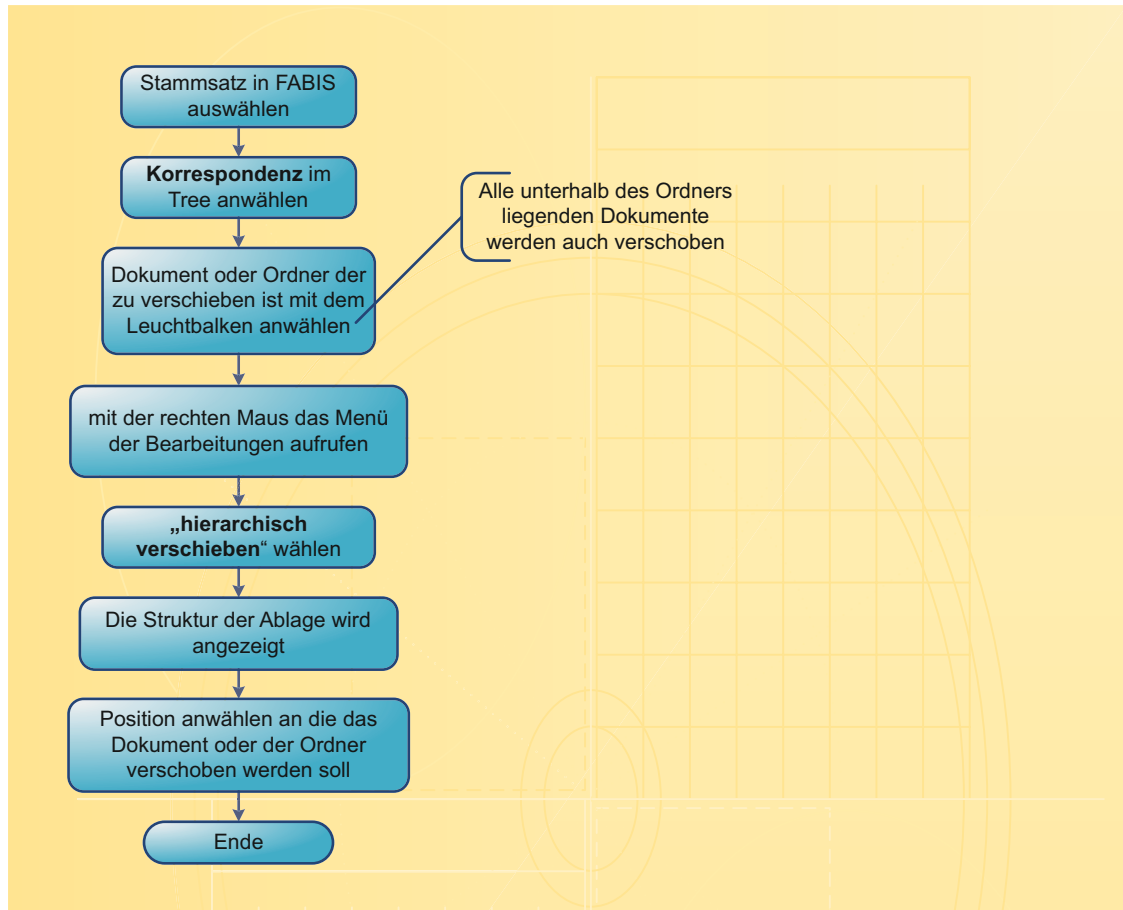 Stammsatz in FABIS
auswählen
Korrespondenz im
Tree anwählen
Alle unterhalb des Ordners
liegenden Dokumente
werden auch verschoben
Dokument oder Ordner der
zu verschieben ist mit dem
Leuchtbalken anwählen
mit der rechten Maus das Menü
der Bearbeitungen aufrufen
„hierarchisch
verschieben“ wählen
Die Struktur der Ablage wird
angezeigt
Position anwählen an die das
Dokument oder der Ordner
verschoben werden soll
Ende